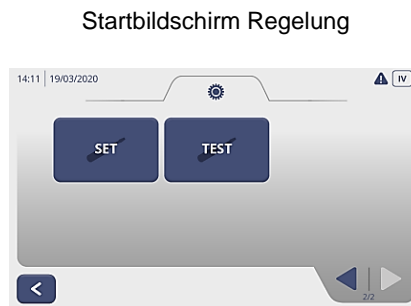 Startbildschirm Regelung
14:11 19/03/2020
IV
SET TEST
2/2